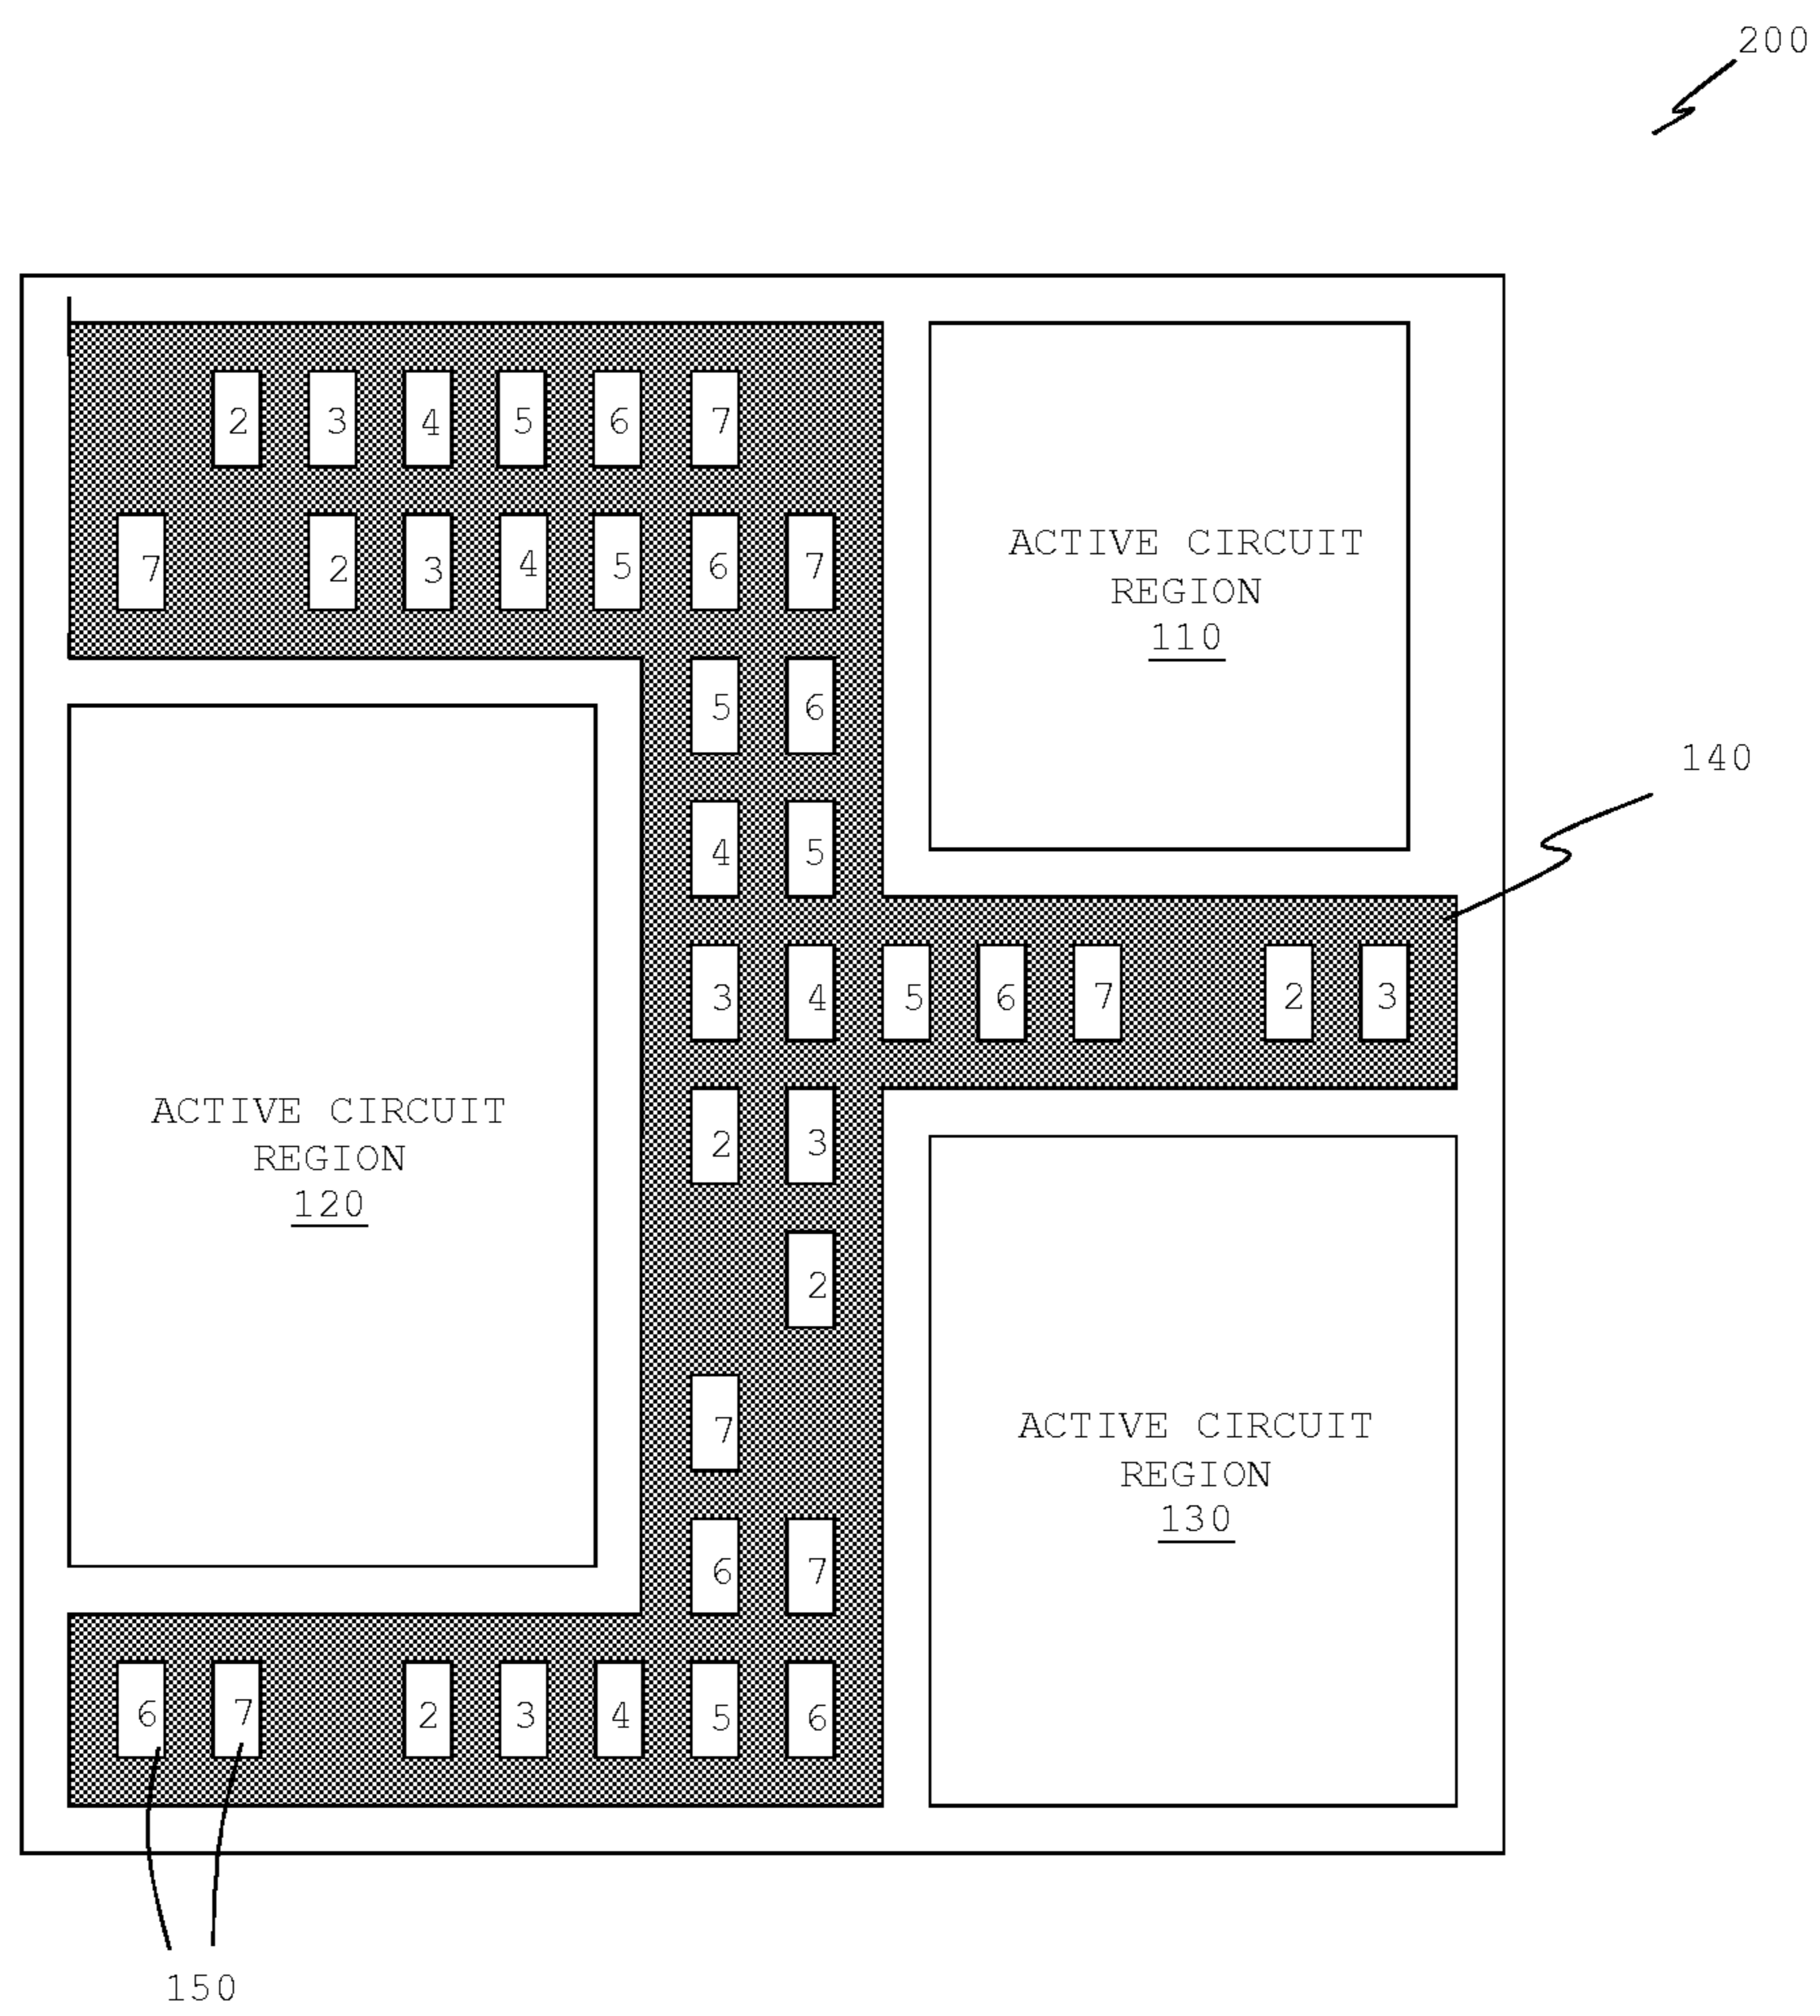 200
2 3 4 5 6 7
7 2 3 4 5 6 7
ACTIVE CIRCUIT
REGION
110
5 6
140
4 5
3 4 5 6 7 2 3
ACTIVE CIRCUIT
REGION
120
2 3
2
7
ACTIVE CIRCUIT
REGION
130
6 7
6 7 2 3 4 5 6
150